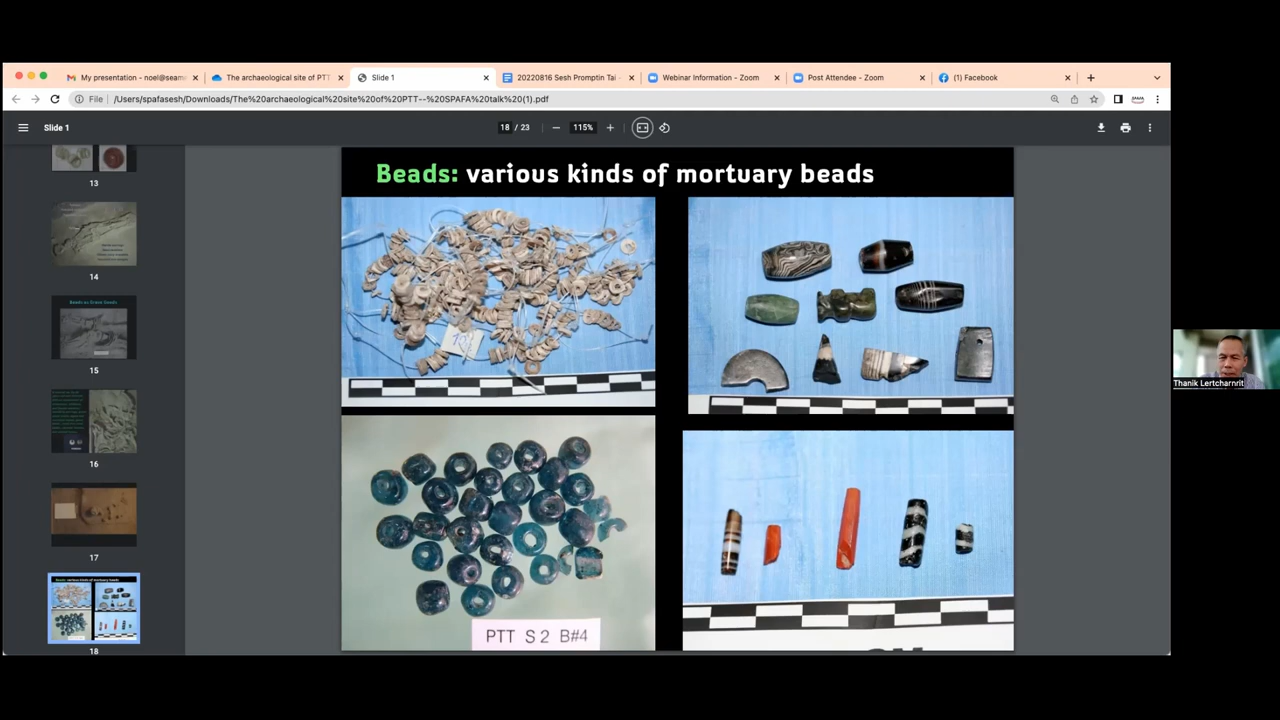 My presentation - noel@seam
The archaeological site of PTT
Slide 1
20220816 Sesh Promptin Tai -
Webinar Information - Zoom
Post Attendee - Zoom
(1) Facebook
File
/Users/spafasesh/Downloads/The%20archaeological%20site%20of%20PTT--%20SPAFA%20talk%20(1).pdf
Slide 1
18 / 23
115%
Beads: various kinds of mortuary beads
13
14
15
16
17
18
PTT S 2 B#4
Thanik Lertcharnrit